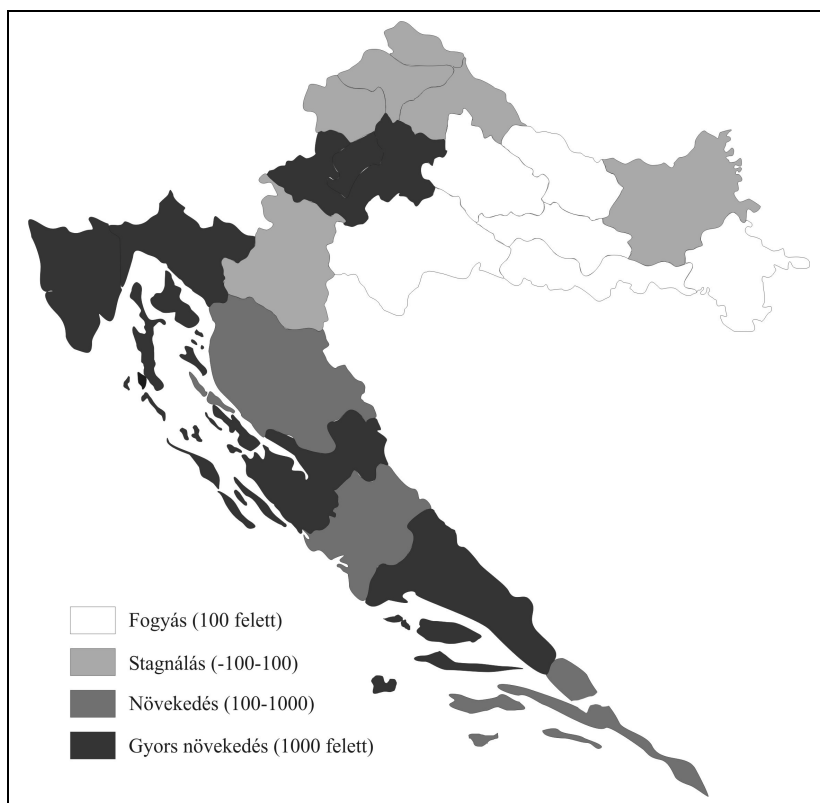 Fogyás (100 felett)
Stagnálás (-100-100)
Növekedés (100-1000)
Gyors növekedés (1000 felett)